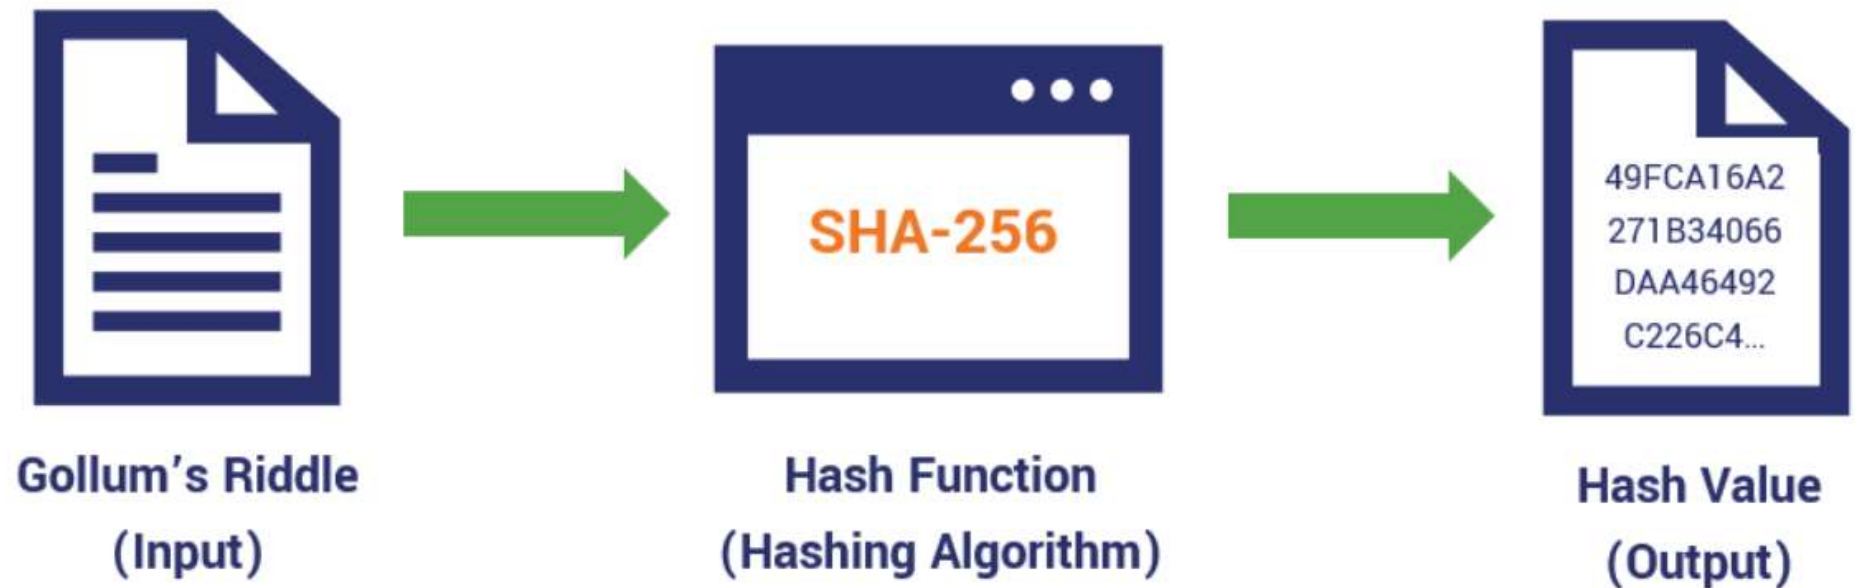 Gollum's Riddle
(Input)
SHA-256
Hash Function
(Hashing Algorithm)
49FCA16A2
271B34066
DAA46492
C226C4...
Hash Value
(Output)